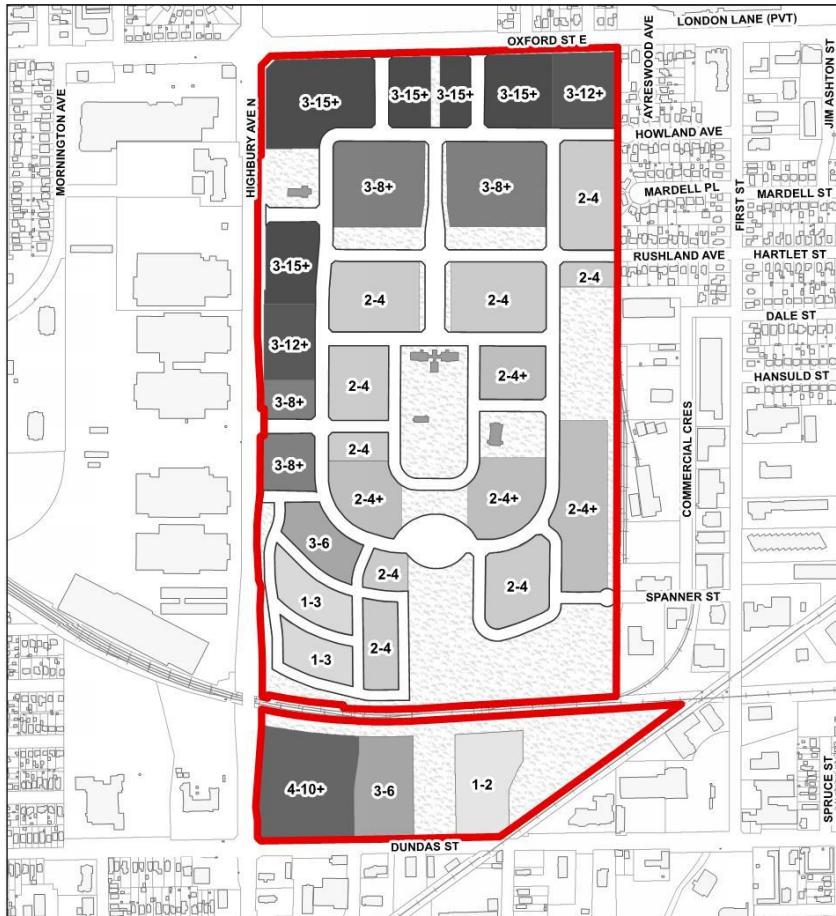 LONDON LANE (PVT)
OXFORD ST E
AYRESWOOD AVE
JIM ASHTON ST
MORNINGTON AVE
HIGHBURY AVE N
3-15+
3-15+
3-15+
3-15+
3-12+
HOWLAND AVE
3-8+
3-8+
2-4
MARDELL PL
FIRST ST
MARDELL ST
3-15+
RUSHLAND AVE
HARTLET ST
2-4
2-4
2-4
DALE ST
3-12+
2-4
2-4+
HANSULD ST
3-8+
COMMERCIAL CRES
2-4
3-8+
2-4+
2-4+
2-4+
3-6
2-4
2-4
1-3
SPANNER ST
2-4
1-3
4-10+
3-6
1-2
SPRUCE ST
DUNDAS ST